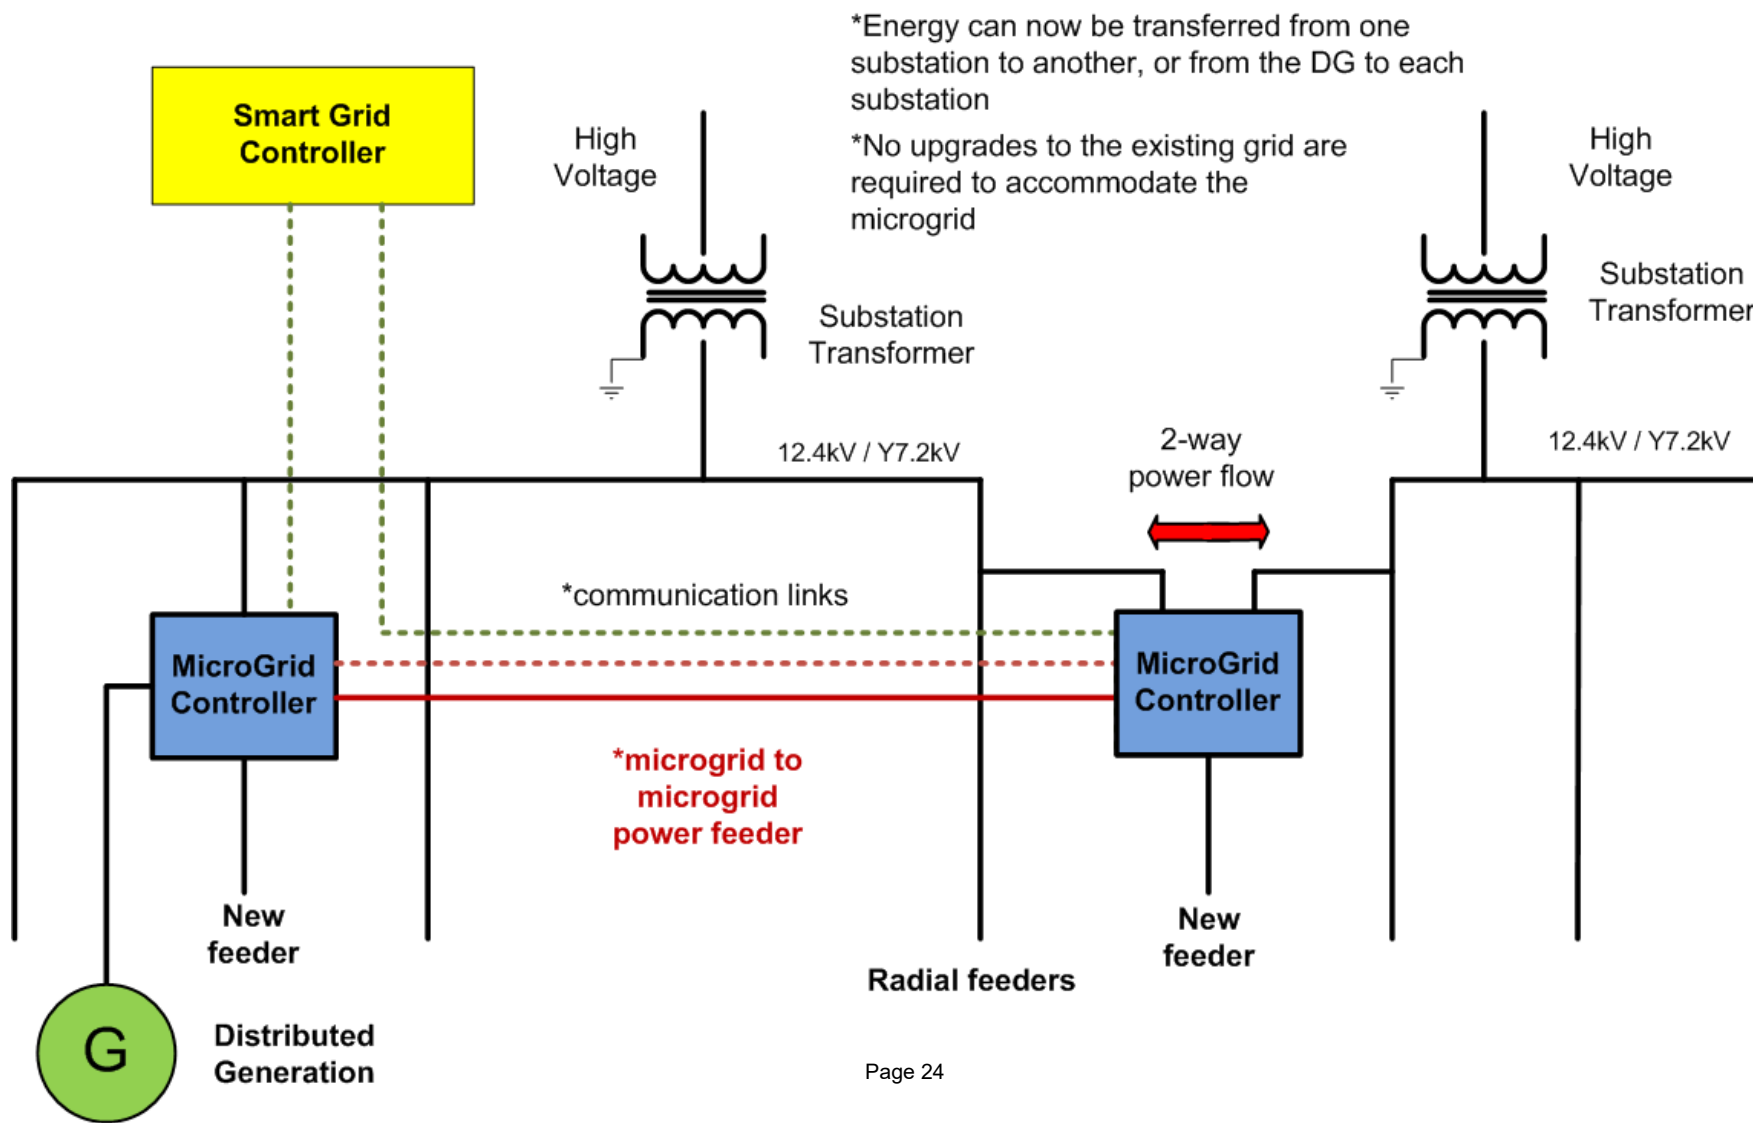 *Energy can now be transferred from one
substation to another, or from the DG to each
substation
*No upgrades to the existing grid are
required to accommodate the
microgrid
Smart Grid
Controller
High
Voltage
High
Voltage
Substation
Transformer
Substation
Transformer
12.4kV / Y7.2kV
2-way
power flow
12.4kV / Y7.2kV
*communication links
MicroGrid
Controller
MicroGrid
Controller
*microgrid to
microgrid
power feeder
New
feeder
New
feeder
Radial feeders
G
Distributed
Generation
Page 24